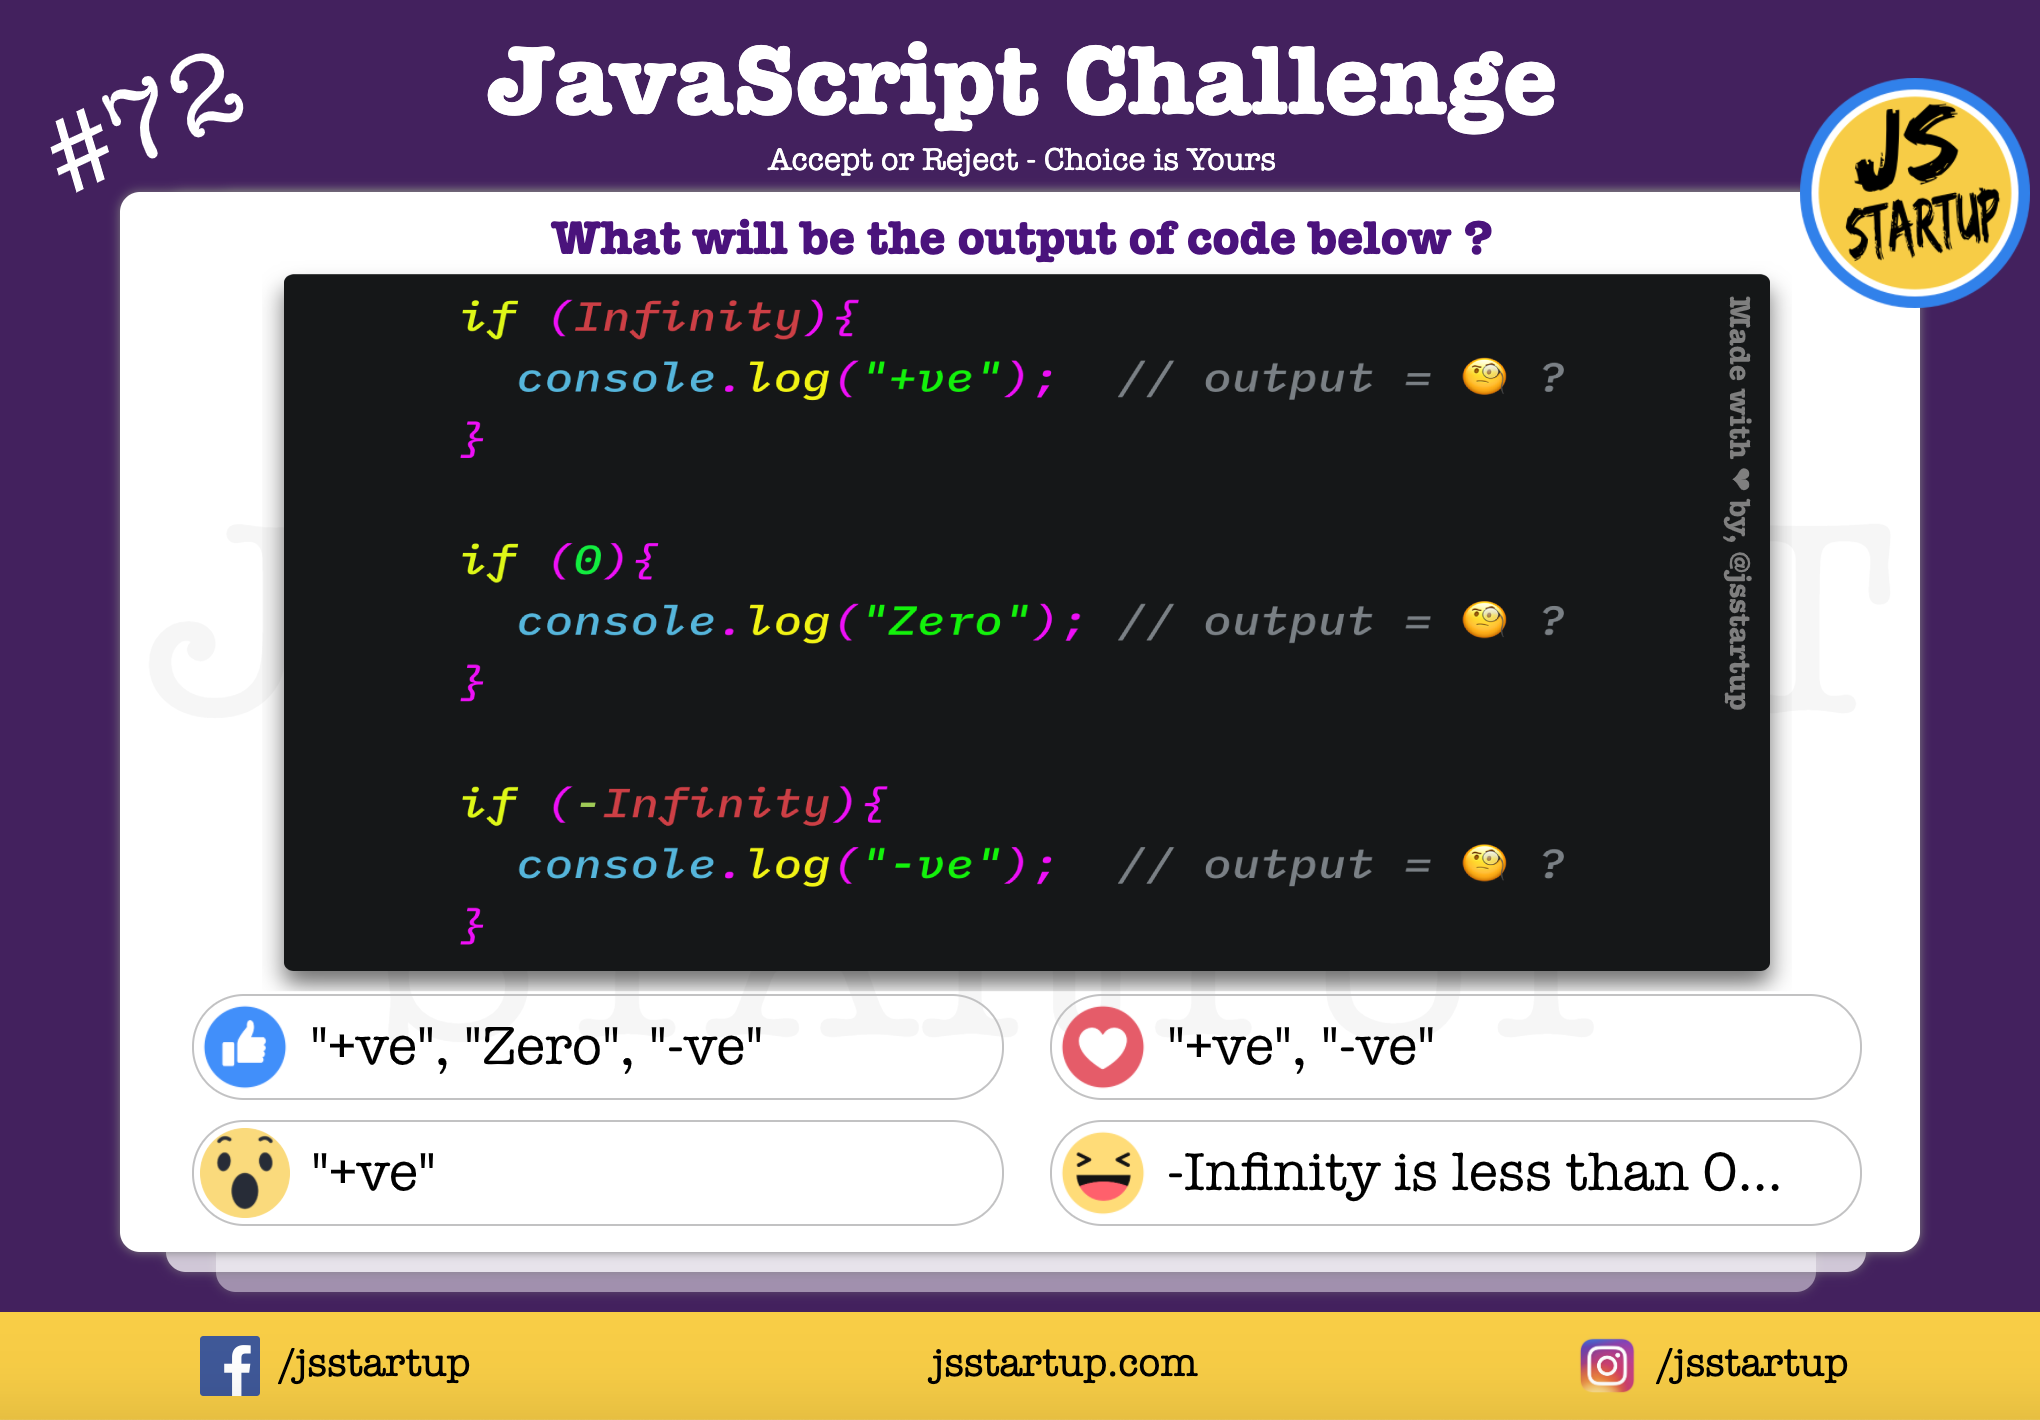 #72
JavaScript Challenge
Accept or Reject - Choice is Yours
JS
STARTUP
What will be the output of code below ?
if (Infinity){
  console.log("+ve");  // output = 🧐 ?
}
if (0){
  console.log("Zero"); // output = 🧐 ?
}
if (-Infinity){
  console.log("-ve");  // output = 🧐 ?
}
Made with ❤ by, @jsstartup
"+ve", "Zero", "-ve"
"+ve", "-ve"
"+ve"
-Infinity is less than 0...
/jsstartup
jsstartup.com
/jsstartup